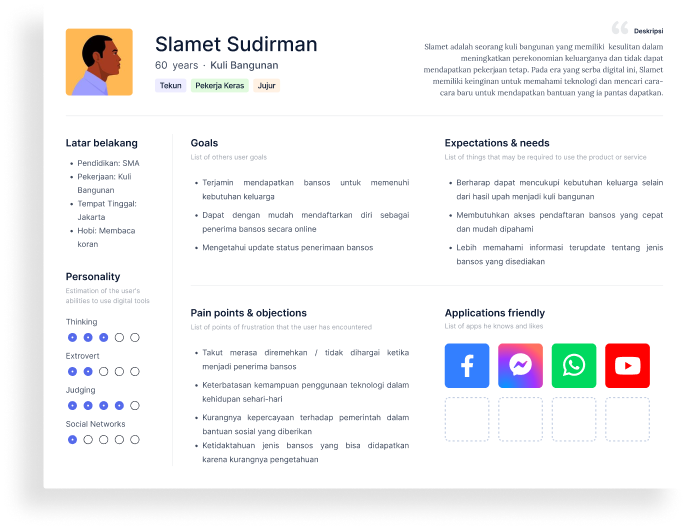 Slamet Sudirman
60 years · Kuli Bangunan
Tekun Pekerja Keras Jujur
Deskripsi
Slamet adalah seorang kuli bangunan yang memiliki kesulitan dalam
meningkatkan perekonomian keluarganya dan tidak dapat
mendapatkan pekerjaan tetap. Pada era yang serba digital ini, Slamet
memiliki keinginan untuk memahami teknologi dan mencari cara-
cara baru untuk mendapatkan bantuan yang ia pantas dapatkan.
Latar belakang
• Pendidikan: SMA
• Pekerjaan: Kuli
Bangunan
• Tempat Tinggal:
Jakarta
• Hobi: Membaca
koran
Personality
Estimation of the user's
abilities to use digital tools
Thinking
Extrovert
Judging
Social Networks
Goals
List of others user goals
• Terjamin mendapatkan bansos untuk memenuhi
kebutuhan keluarga
• Dapat dengan mudah mendaftarkan diri sebagai
penerima bansos secara online
• Mengetahui update status penerimaan bansos
Expectations & needs
List of things that may be required to use the product or service
• Berharap dapat mencukupi kebutuhan keluarga selain
dari hasil upah menjadi kuli bangunan
• Membutuhkan akses pendaftaran bansos yang cepat
dan mudah dipahami
• Lebih memahami informasi terupdate tentang jenis
bansos yang disediakan
Pain points & objections
List of points of frustration that the user has encountered
• Takut merasa diremehkan / tidak dihargai ketika
menjadi penerima bansos
• Keterbatasan kemampuan penggunaan teknologi dalam
kehidupan sehari-hari
• Kurangnya kepercayaan terhadap pemerintah dalam
bantuan sosial yang diberikan
• Ketidaktahuan jenis bansos yang bisa didapatkan
karena kurangnya pengetahuan
Applications friendly
List of apps he knows and likes